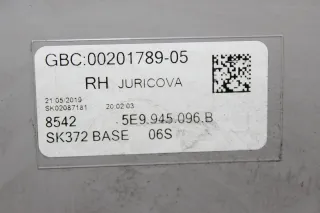 GBC:00201789-05
RH JURICOVA
21.05.2019 20:02:03
SK02087181
8542 5E9.945.096.B
SK372 BASE 06S